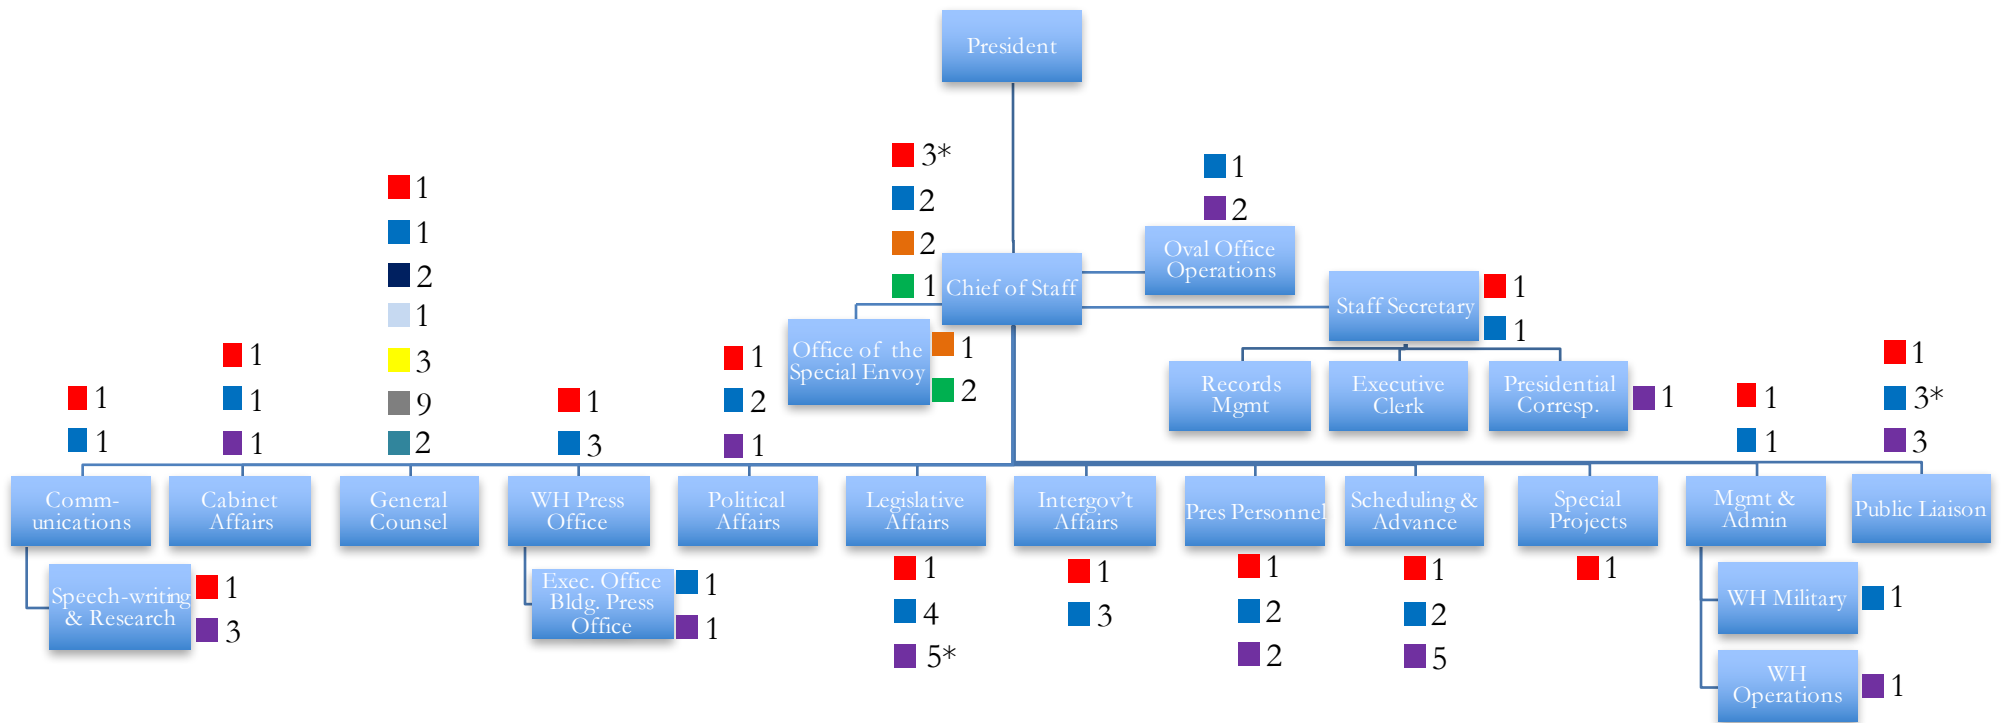 President
3*
2
2
1
Chief of Staff
1
2
Oval Office
Operations
Staff Secretary
1
1
Office of the
Special Envoy
1
2
Records
Mgmt
Executive
Clerk
Presidential
Corresp.
1
1
1
Comm-
unications
1
1
1
Cabinet
Affairs
1
1
2
1
3
9
2
General
Counsel
1
3
WH Press
Office
1
2
1
Political
Affairs
Legislative
Affairs
1
4
5*
Intergov't
Affairs
1
3
Pres Personnel
1
2
2
Scheduling &
Advance
1
2
5
Special
Projects
1
1
1
Mgmt &
Admin
1
3*
3
Public Liaison
Speech-writing
& Research
1
3
Exec. Office
Bldg. Press
Office
1
1
WH Military
1
WH
Operations
1